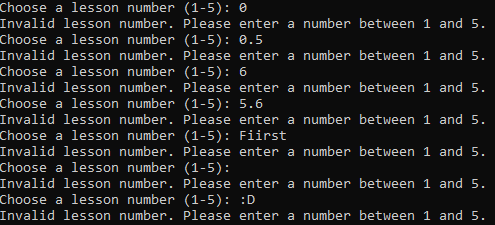 Choose a lesson number (1-5): 0
Invalid lesson number. Please enter a number between 1 and 5.
Choose a lesson number (1-5): 0.5
Invalid lesson number. Please enter a number between 1 and 5.
Choose a lesson number (1-5): 6
Invalid lesson number. Please enter a number between 1 and 5.
Choose a lesson number (1-5): 5.6
Invalid lesson number. Please enter a number between 1 and 5.
Choose a lesson number (1-5): Fiirst
Invalid lesson number. Please enter a number between 1 and 5.
Choose a lesson number (1-5):
Invalid lesson number. Please enter a number between 1 and 5.
Choose a lesson number (1-5): :D
Invalid lesson number. Please enter a number between 1 and 5.